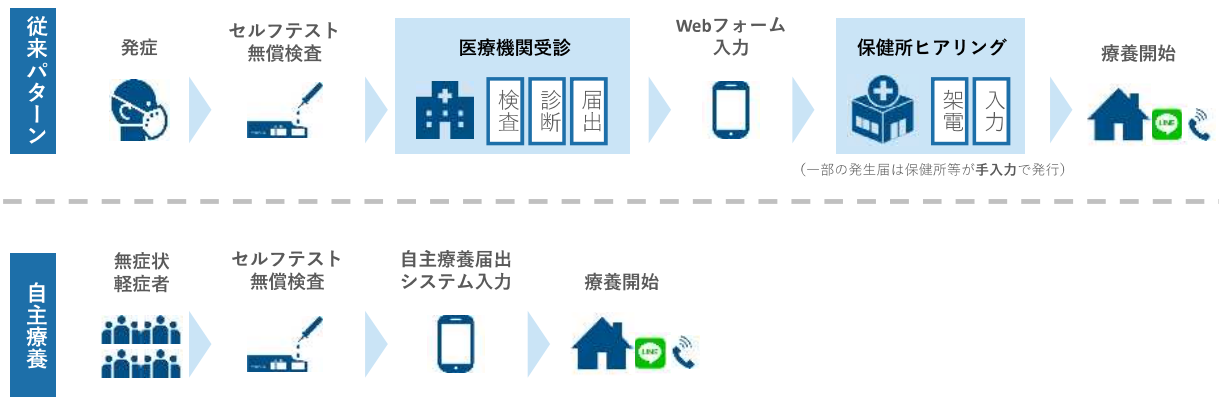 従来パターン
発症
セルフテスト
無償検査
医療機関受診
検査
診断
届出
Webフォーム
入力
保健所ヒアリング
架電
入力
（一部の発生届は保健所等が手入力で発行）
療養開始
LINE
自主療養
無症状
軽症者
セルフテスト
無償検査
自主療養届出
システム入力
療養開始
LINE